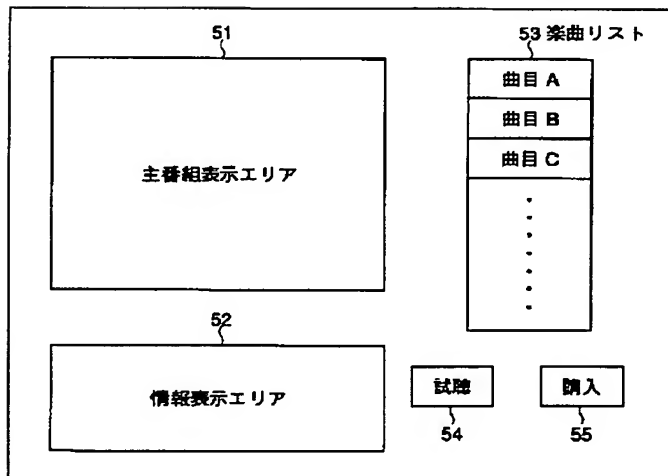 51
主番組表示エリア
52
情報表示エリア
53 楽曲リスト
曲目 A
曲目 B
曲目 C
試聴
54
購入
55